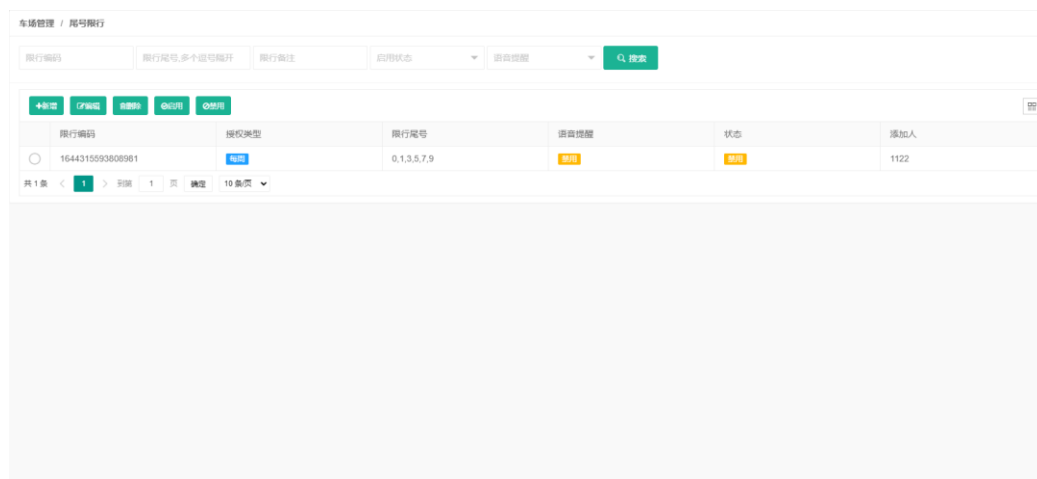 车场管理 / 尾号限行
限行编码 限行尾号,多个逗号隔开 限行备注 启用状态 语音提醒 搜索
新增 编辑 删除 启用 禁用
限行编码 授权类型 限行尾号 语音提醒 状态 添加人
1644315593808981 每周 0,1,3,5,7,9 禁用 禁用 1122
共1条 1 到第 1 页 确定 10条/页